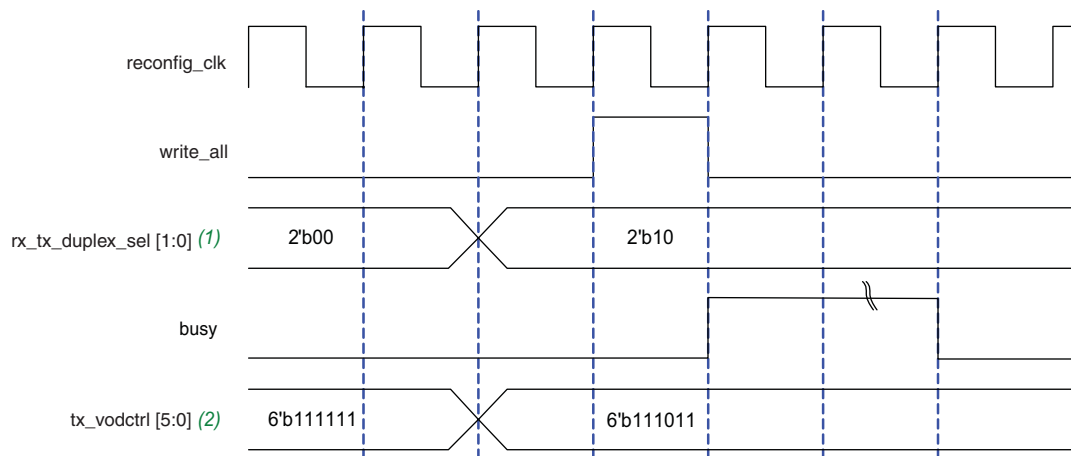 reconfig_clk
write_all
rx_tx_duplex_sel [1:0] (1) 2'b00 2'b10
busy
tx_vodctrl [5:0] (2) 6'b111111 6'b111011